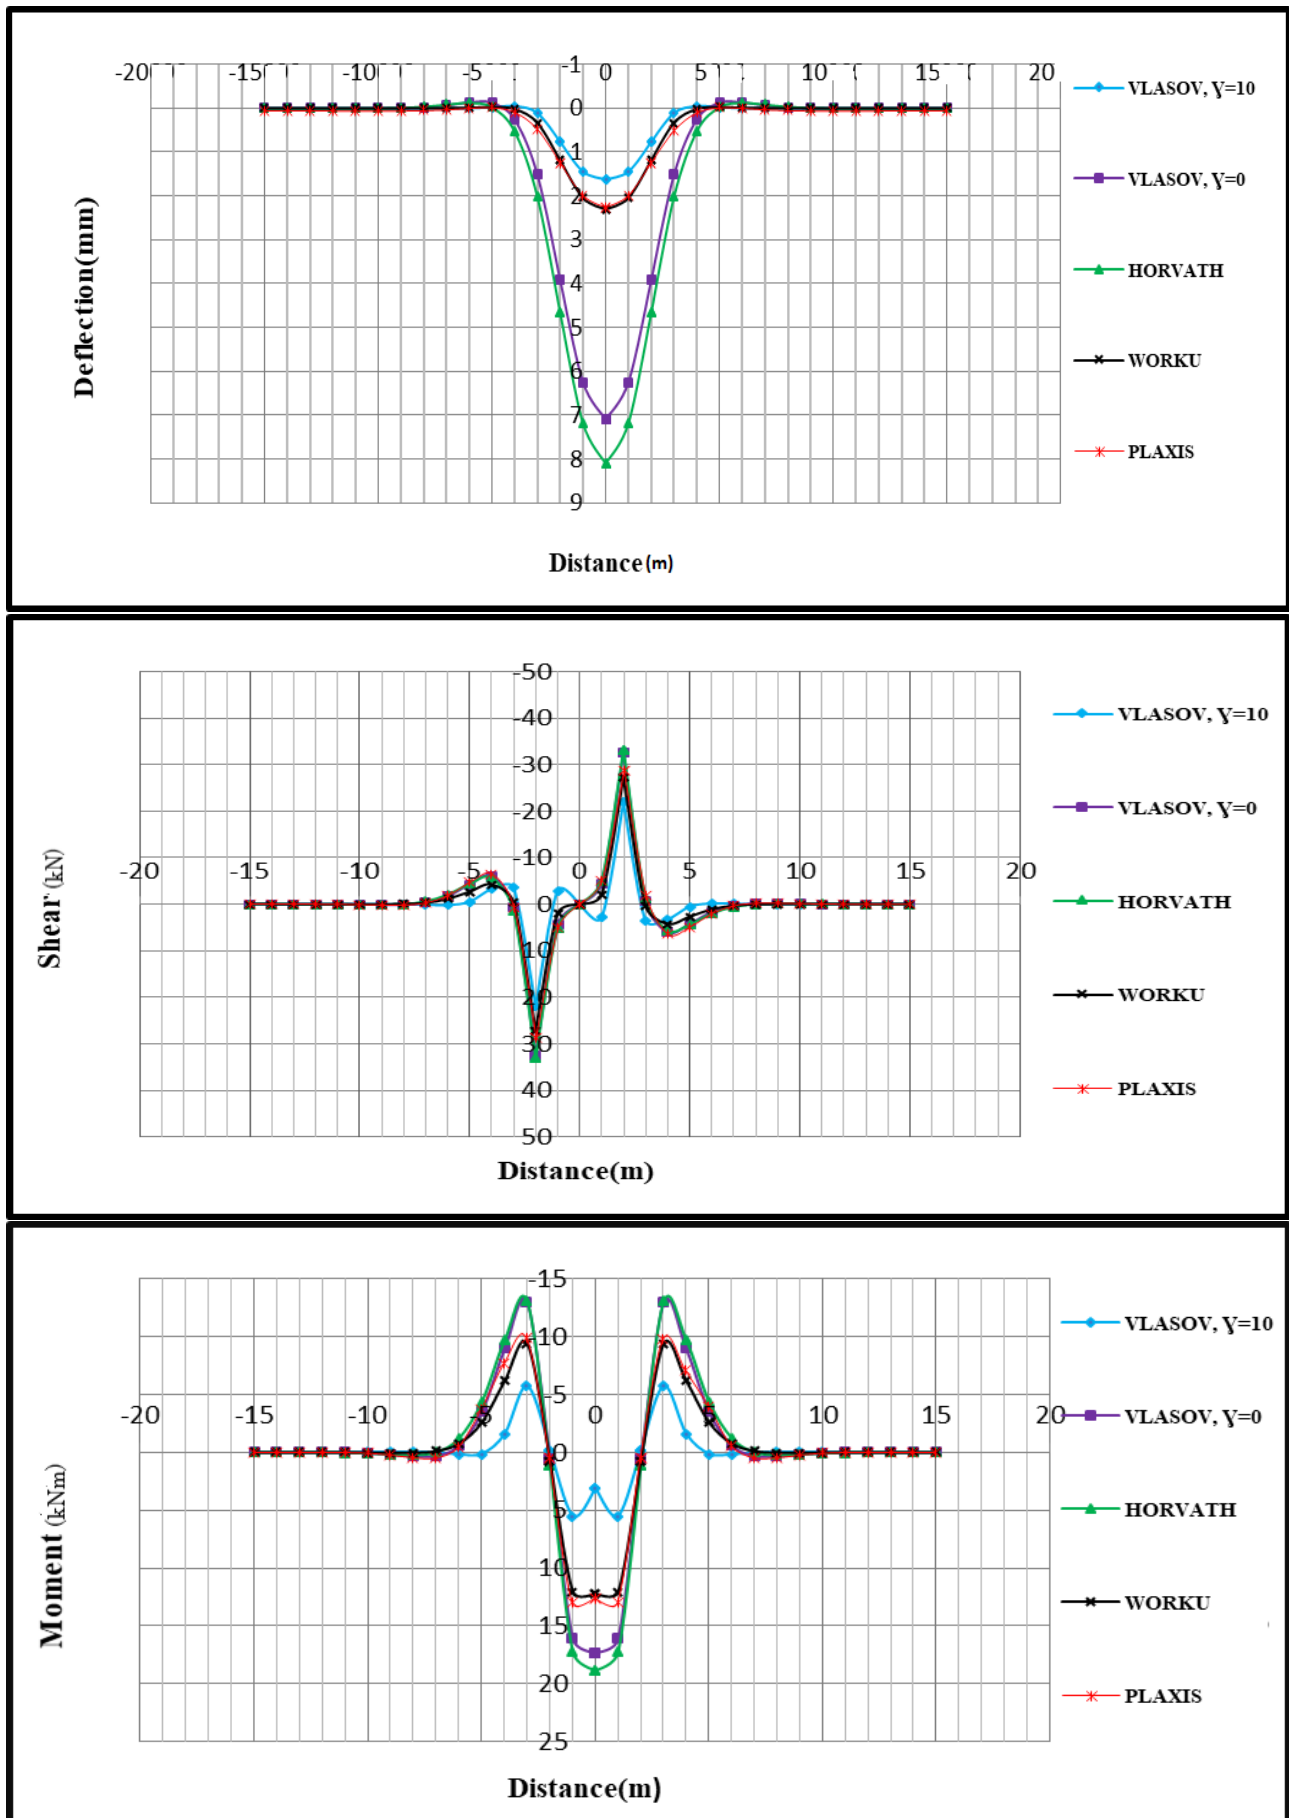 -20 -15 -10 -5 -1 0 5 10 15 20
0
1
2
3
4
5
6
7
8
9
Deflection(mm)
Distance(m)
VLASOV, Ɣ=10
VLASOV, Ɣ=0
HORVATH
WORKU
PLAXIS
-50
-40
-30
-20
-10
-20 -15 -10 -5 0 5 10 15 20
0
10
20
30
40
50
Shear (kN)
Distance(m)
VLASOV, Ɣ=10
VLASOV, Ɣ=0
HORVATH
WORKU
PLAXIS
-15
-10
-5
-20 -15 -10 -5 0 5 10 15 20
0
5
10
15
20
25
Moment (kNm)
Distance(m)
VLASOV, Ɣ=10
VLASOV, Ɣ=0
HORVATH
WORKU
PLAXIS